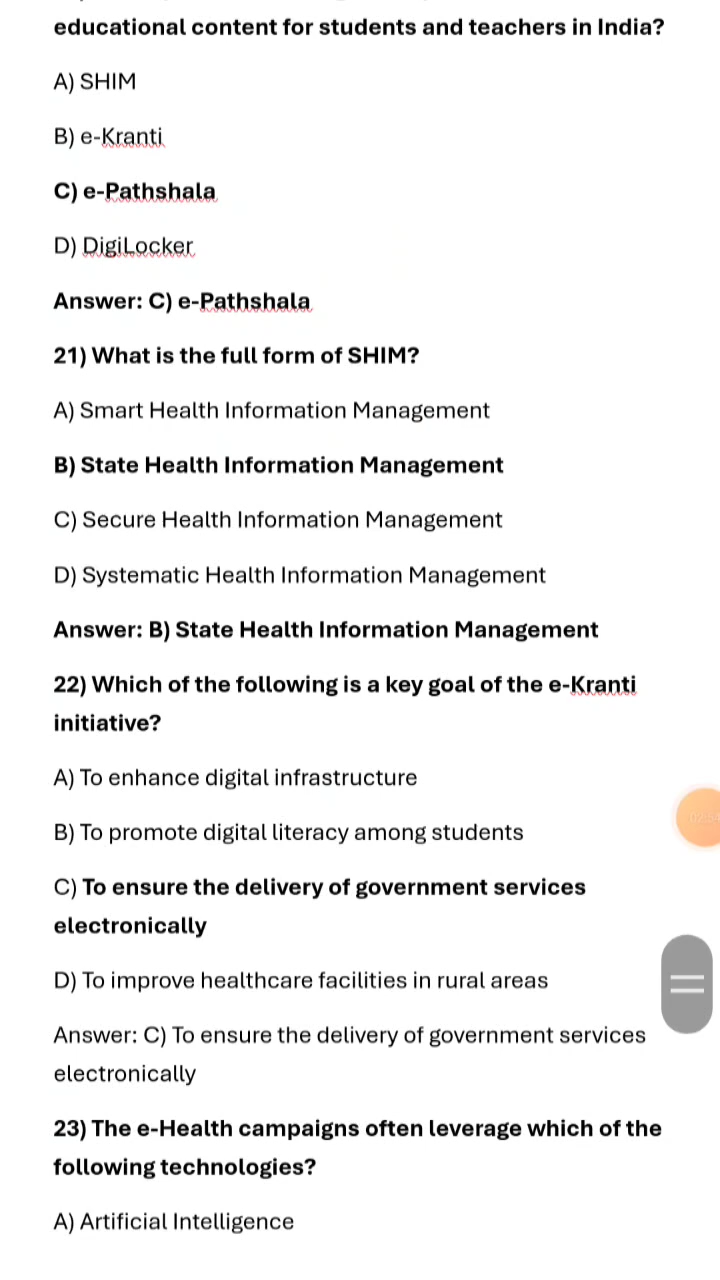 educational content for students and teachers in India?
A) SHIM
B) e-Kranti
C) e-Pathshala
D) DigiLocker
Answer: C) e-Pathshala
21) What is the full form of SHIM?
A) Smart Health Information Management
B) State Health Information Management
C) Secure Health Information Management
D) Systematic Health Information Management
Answer: B) State Health Information Management
22) Which of the following is a key goal of the e-Kranti
initiative?
A) To enhance digital infrastructure
B) To promote digital literacy among students
C) To ensure the delivery of government services
electronically
D) To improve healthcare facilities in rural areas
Answer: C) To ensure the delivery of government services
electronically
23) The e-Health campaigns often leverage which of the
following technologies?
A) Artificial Intelligence